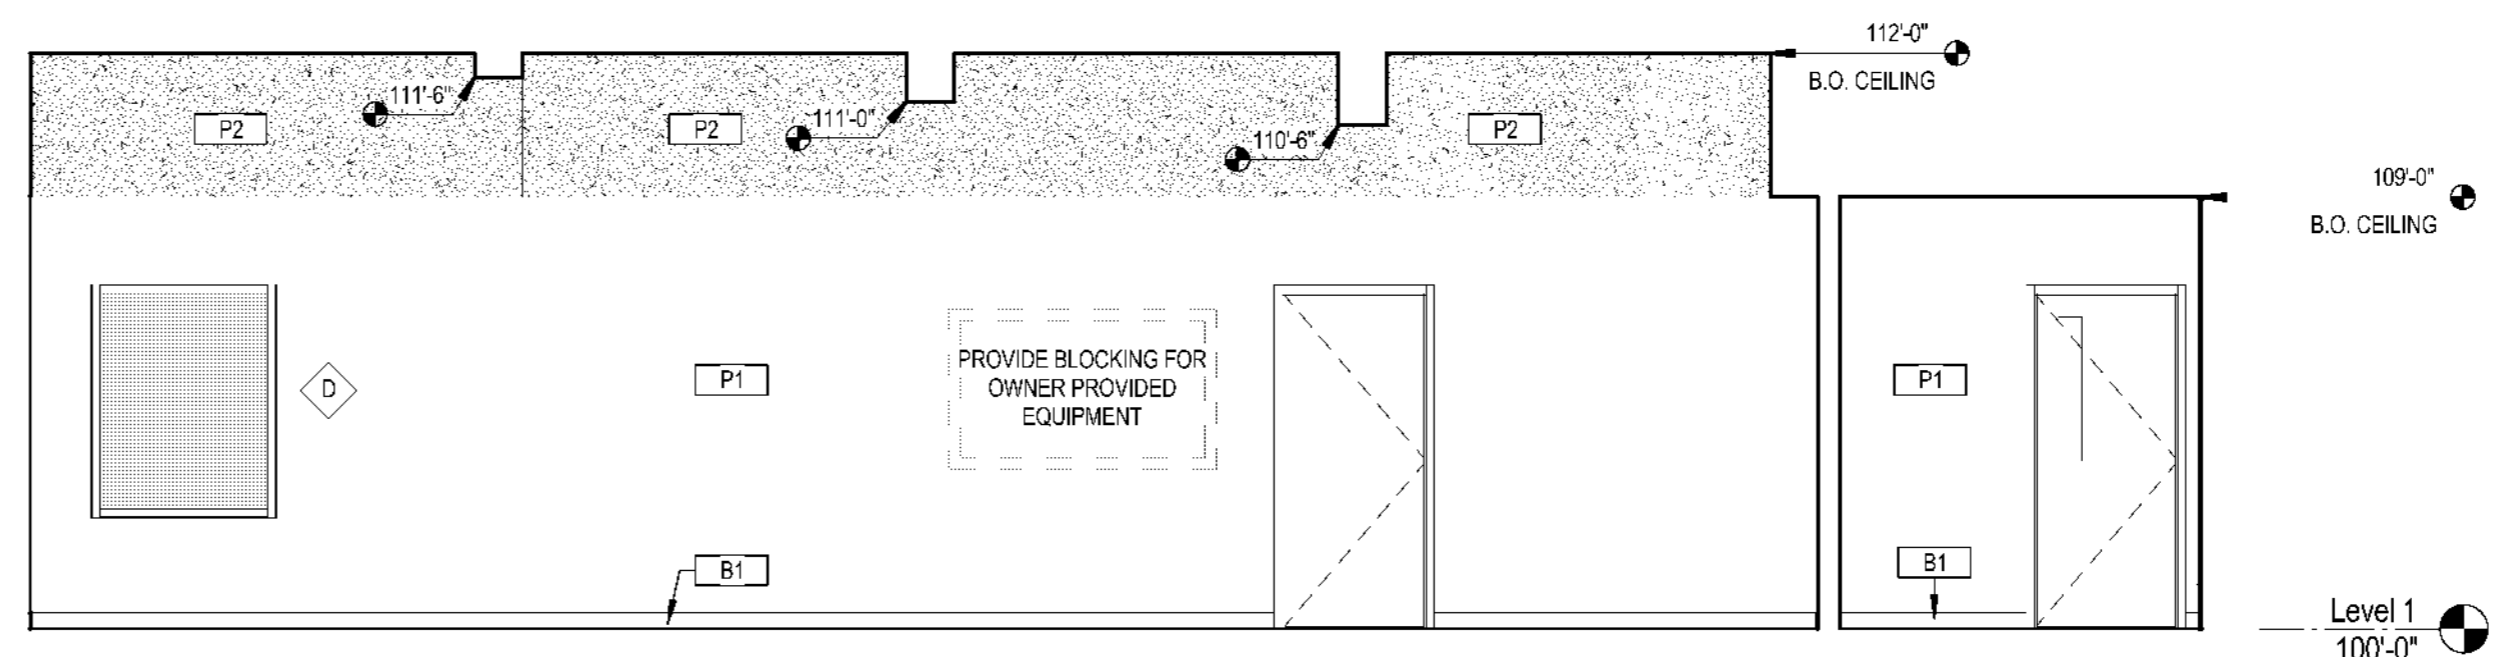 112'-0"
B.O. CEILING
111'-6"
P2
111'-0"
P2
110'-6"
P2
109'-0"
B.O. CEILING
D
P1
PROVIDE BLOCKING FOR
OWNER PROVIDED
EQUIPMENT
P1
B1
B1
Level 1
100'-0"